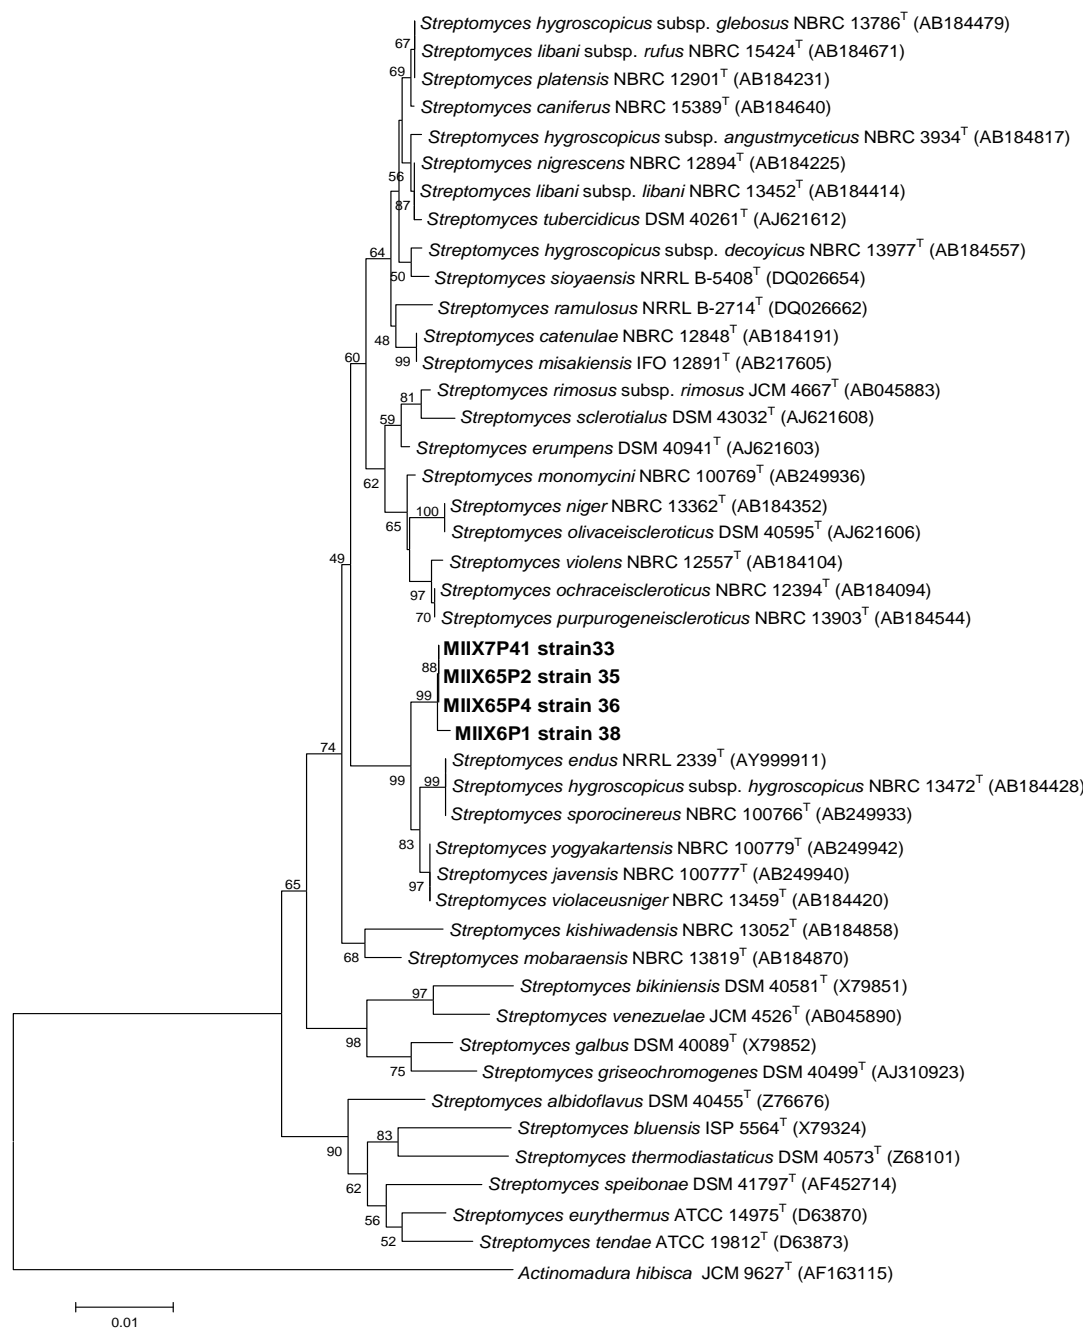 Streptomyces hygroscopicus subsp. glebosus NBRC 13786T (AB184479)
67
Streptomyces libani subsp. rufus NBRC 15424T (AB184671)
69
Streptomyces platensis NBRC 12901T (AB184231)
Streptomyces caniferus NBRC 15389T (AB184640)
Streptomyces hygroscopicus subsp. angustmyceticus NBRC 3934T (AB184817)
Streptomyces nigrescens NBRC 12894T (AB184225)
56
Streptomyces libani subsp. libani NBRC 13452T (AB184414)
87
Streptomyces tubercidicus DSM 40261T (AJ621612)
Streptomyces hygroscopicus subsp. decoyicus NBRC 13977T (AB184557)
64
50
Streptomyces sioyaensis NRRL B-5408T (DQ026654)
Streptomyces ramulosus NRRL B-2714T (DQ026662)
Streptomyces catenulae NBRC 12848T (AB184191)
48
60
99
Streptomyces misakiensis IFO 12891T (AB217605)
Streptomyces rimosus subsp. rimosus JCM 4667T (AB045883)
81
Streptomyces sclerotialus DSM 43032T (AJ621608)
59
Streptomyces erumpens DSM 40941T (AJ621603)
Streptomyces monomycini NBRC 100769T (AB249936)
62
Streptomyces niger NBRC 13362T (AB184352)
100
65
Streptomyces olivaceiscleroticus DSM 40595T (AJ621606)
49
Streptomyces violens NBRC 12557T (AB184104)
Streptomyces ochraceiscleroticus NBRC 12394T (AB184094)
97
70
Streptomyces purpurogeneiscleroticus NBRC 13903T (AB184544)
MIIX7P41 strain33
88
MIIX65P2 strain 35
99
MIIX65P4 strain 36
MIIX6P1 strain 38
74
Streptomyces endus NRRL 2339T (AY999911)
99
99
Streptomyces hygroscopicus subsp. hygroscopicus NBRC 13472T (AB184428)
Streptomyces sporocinereus NBRC 100766T (AB249933)
83
Streptomyces yogyakartensis NBRC 100779T (AB249942)
Streptomyces javensis NBRC 100777T (AB249940)
97
65
Streptomyces violaceusniger NBRC 13459T (AB184420)
Streptomyces kishiwadensis NBRC 13052T (AB184858)
68
Streptomyces mobaraensis NBRC 13819T (AB184870)
Streptomyces bikiniensis DSM 40581T (X79851)
97
Streptomyces venezuelae JCM 4526T (AB045890)
98
Streptomyces galbus DSM 40089T (X79852)
75
Streptomyces griseochromogenes DSM 40499T (AJ310923)
Streptomyces albidoflavus DSM 40455T (Z76676)
Streptomyces bluensis ISP 5564T (X79324)
83
90
Streptomyces thermodiastaticus DSM 40573T (Z68101)
62
Streptomyces speibonae DSM 41797T (AF452714)
56
Streptomyces eurythermus ATCC 14975T (D63870)
52
Streptomyces tendae ATCC 19812T (D63873)
Actinomadura hibisca JCM 9627T (AF163115)
0.01